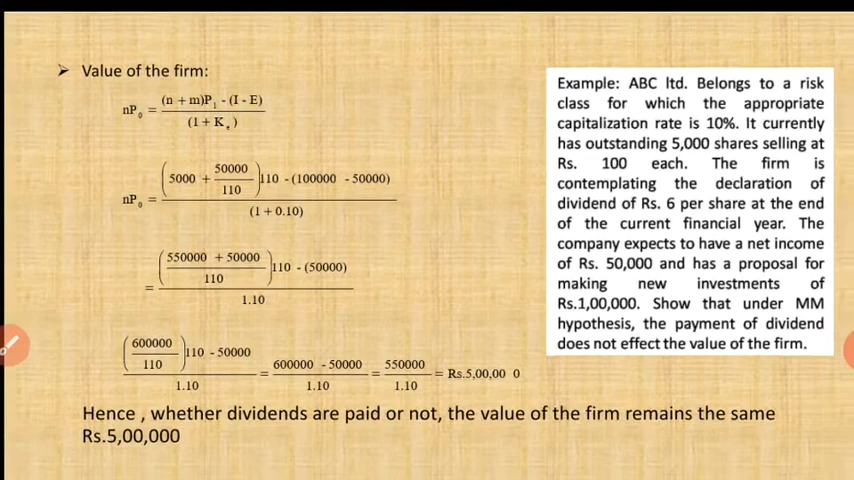 ➢ Value of the firm:
nP₀ = (n + m)P₁ - (I - E) / (1 + Kₑ)
nP₀ = (5000 + 50000/110)110 - (100000 - 50000) / (1 + 0.10)
= (550000 + 50000/110)110 - (50000) / 1.10
(600000/110)110 - 50000 / 1.10 = 600000 - 50000 / 1.10 = 550000 / 1.10 = Rs.5,00,00 0
Hence , whether dividends are paid or not, the value of the firm remains the same
Rs.5,00,000
Example: ABC ltd. Belongs to a risk
class for which the appropriate
capitalization rate is 10%. It currently
has outstanding 5,000 shares selling at
Rs. 100 each. The firm is
contemplating the declaration of
dividend of Rs. 6 per share at the end
of the current financial year. The
company expects to have a net income
of Rs. 50,000 and has a proposal for
making new investments of
Rs.1,00,000. Show that under MM
hypothesis, the payment of dividend
does not effect the value of the firm.